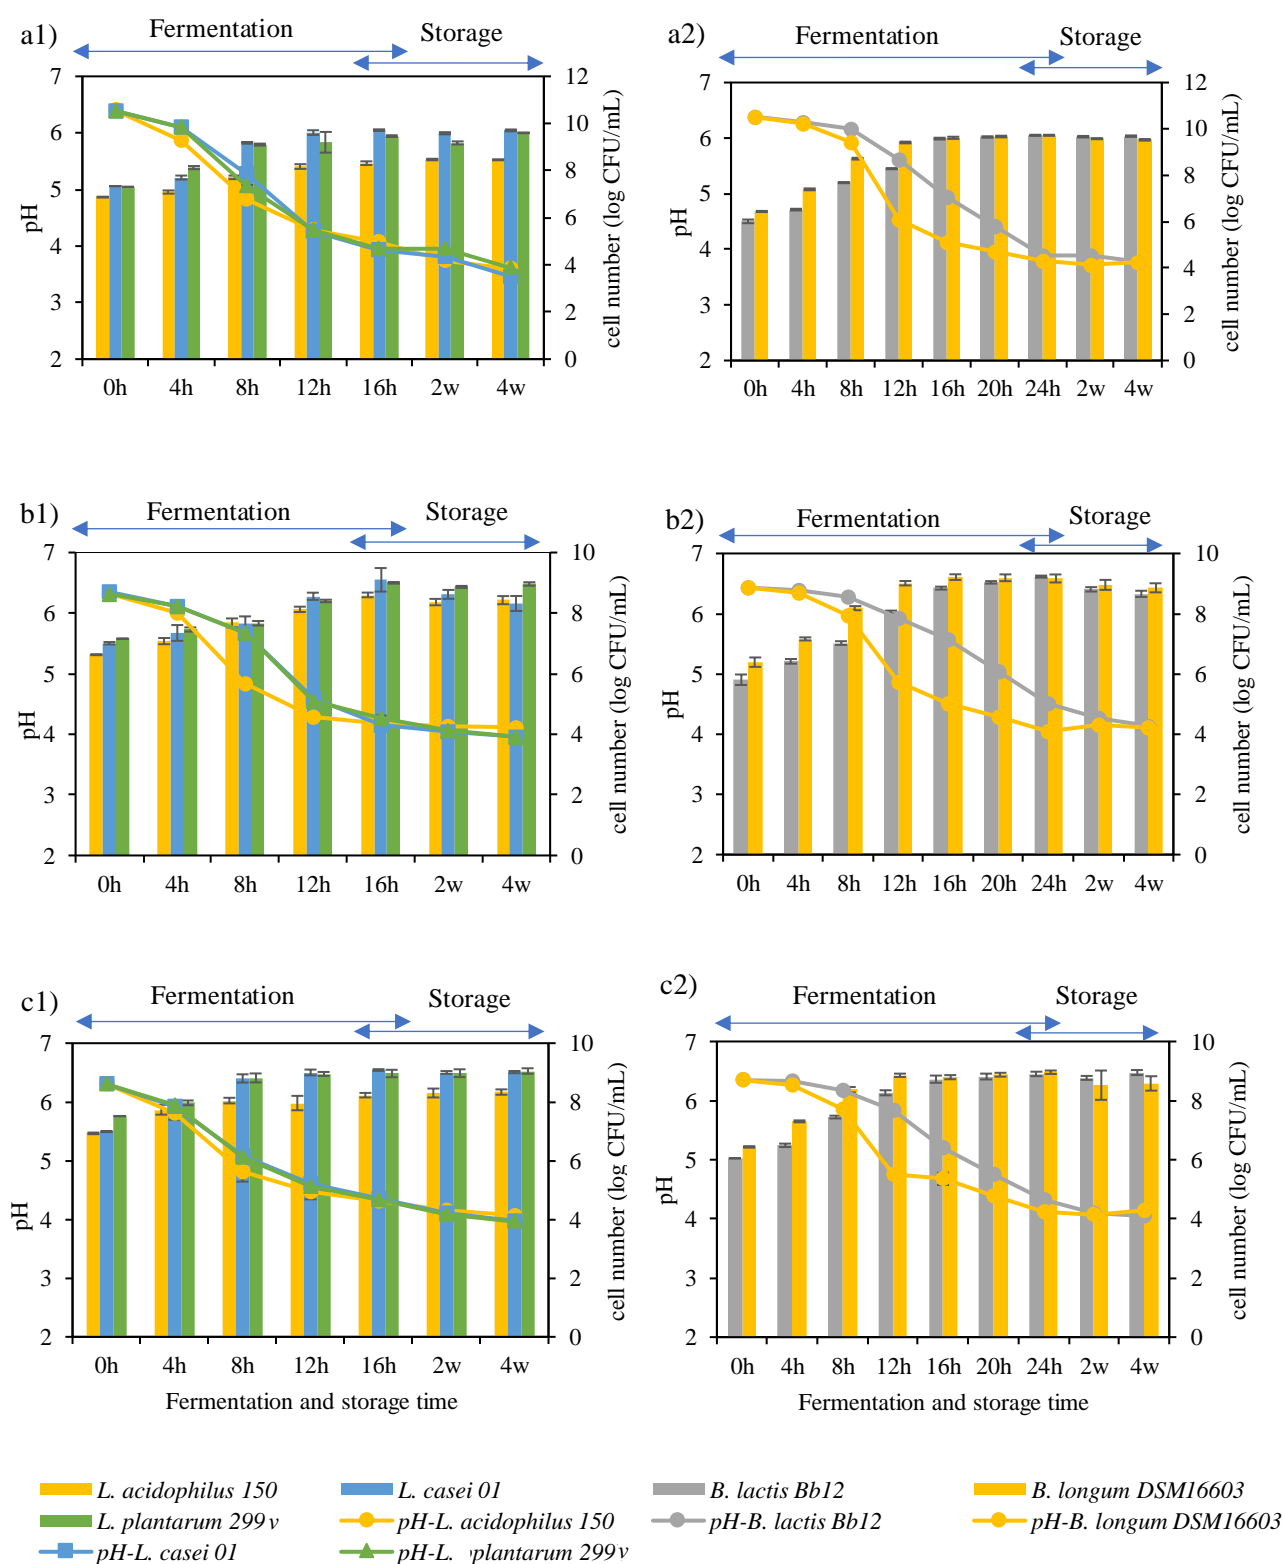 a1)
Fermentation
Storage
7
6
5
4
3
2
pH
12
10
8
6
4
2
0
cell number (log CFU/mL)
0h 4h 8h 12h 16h 2w 4w
a2)
Fermentation
Storage
7
6
5
4
3
2
pH
12
10
8
6
4
2
0
cell number (log CFU/mL)
0h 4h 8h 12h 16h 20h 24h 2w 4w
b1)
Fermentation
Storage
7
6
5
4
3
2
pH
10
8
6
4
2
0
cell number (log CFU/mL)
0h 4h 8h 12h 16h 2w 4w
b2)
Fermentation
Storage
7
6
5
4
3
2
pH
10
8
6
4
2
0
cell number (log CFU/mL)
0h 4h 8h 12h 16h 20h 24h 2w 4w
c1)
Fermentation
Storage
7
6
5
4
3
2
pH
10
8
6
4
2
0
cell number (log CFU/mL)
0h 4h 8h 12h 16h 2w 4w
Fermentation and storage time
c2)
Fermentation
Storage
7
6
5
4
3
2
pH
10
8
6
4
2
0
cell number (log CFU/mL)
0h 4h 8h 12h 16h 20h 24h 2w 4w
Fermentation and storage time
L. acidophilus 150
L. casei 01
L. plantarum 299v
pH-L. acidophilus 150
pH-L. casei 01
pH-L. plantarum 299v
B. lactis Bb12
B. longum DSM16603
pH-B. lactis Bb12
pH-B. longum DSM16603